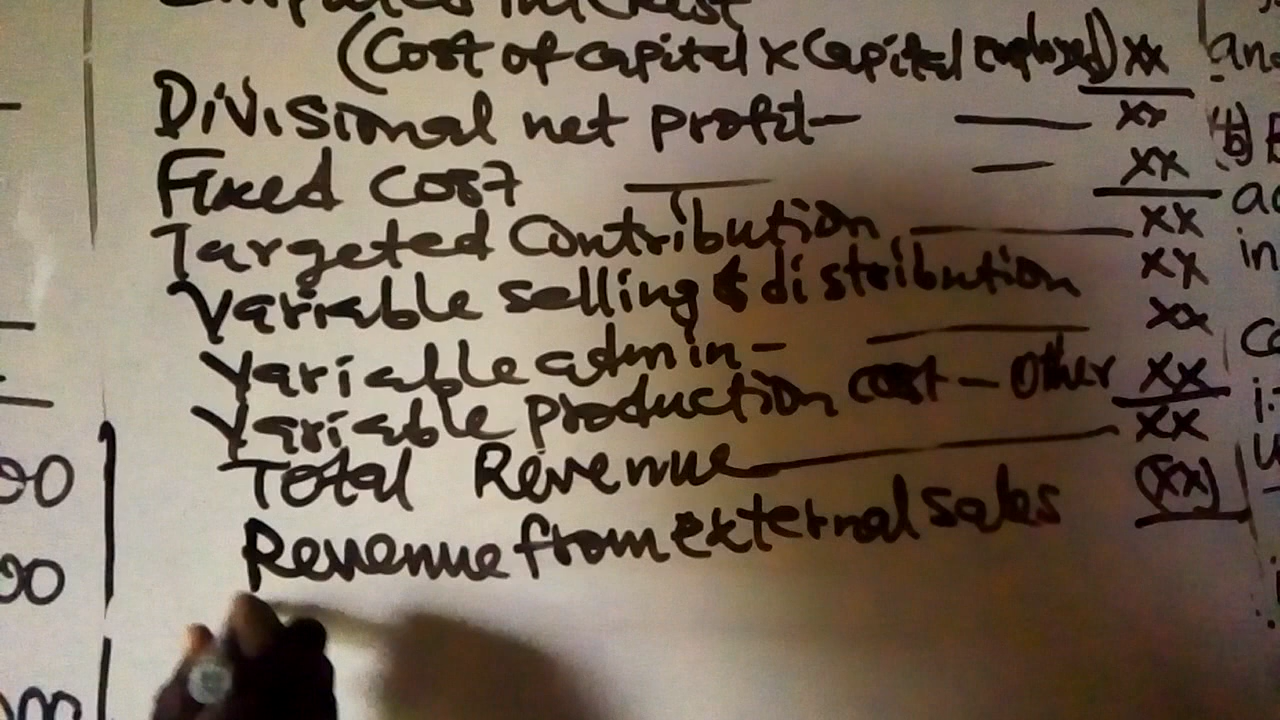 (Cost of capital x Capital employed) xx
Divisional net profit — xx
Fixed cost — xx
Targeted Contribution — xx
Variable selling & distribution xx
Variable admin - — xx
Variable production cost - Other xx
Total Revenue — xx
Revenue from external sales (xx)